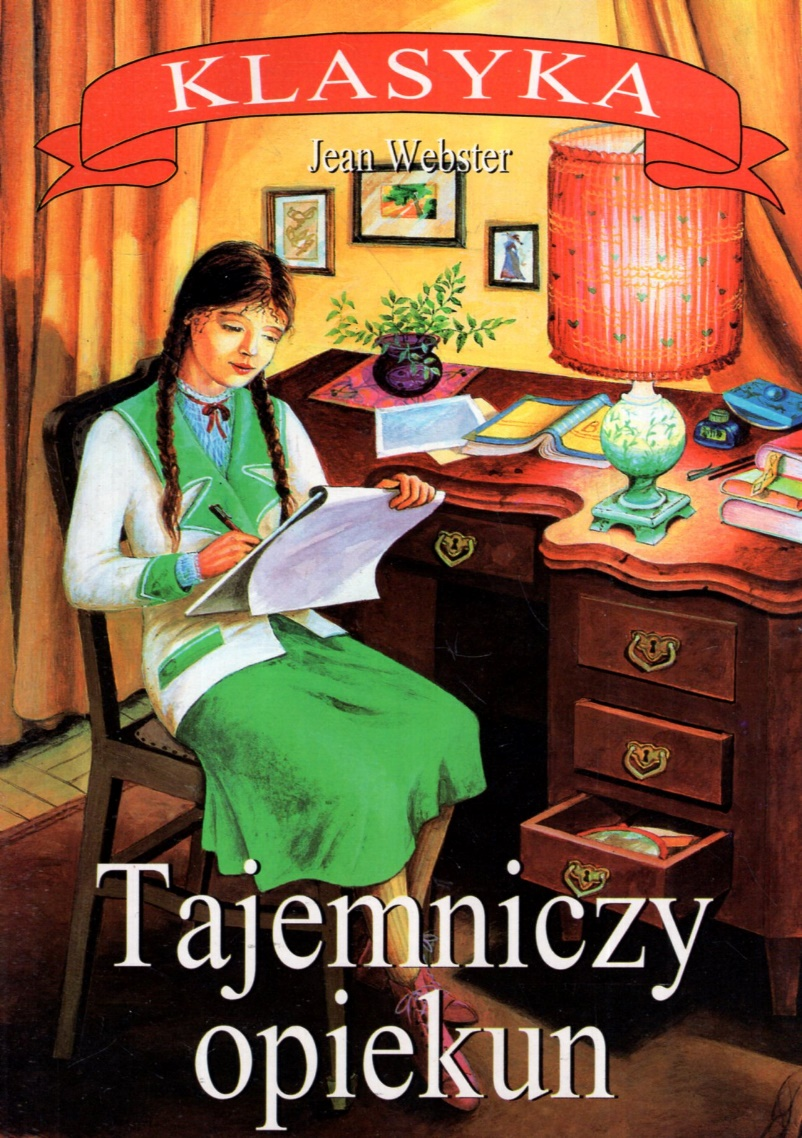 KLASYKA
Jean Webster
Tajemniczy
opiekun